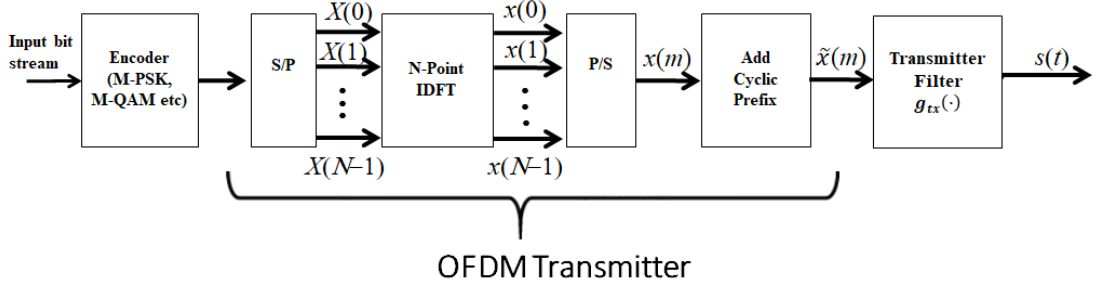 Input bit
stream
Encoder
(M-PSK,
M-QAM etc)
S/P
X(0)
X(1)
X(N–1)
N-Point
IDFT
x(0)
x(1)
x(N–1)
P/S
x(m)
Add
Cyclic
Prefix
x̃(m)
Transmitter
Filter
g_tx(·)
s(t)
OFDM Transmitter